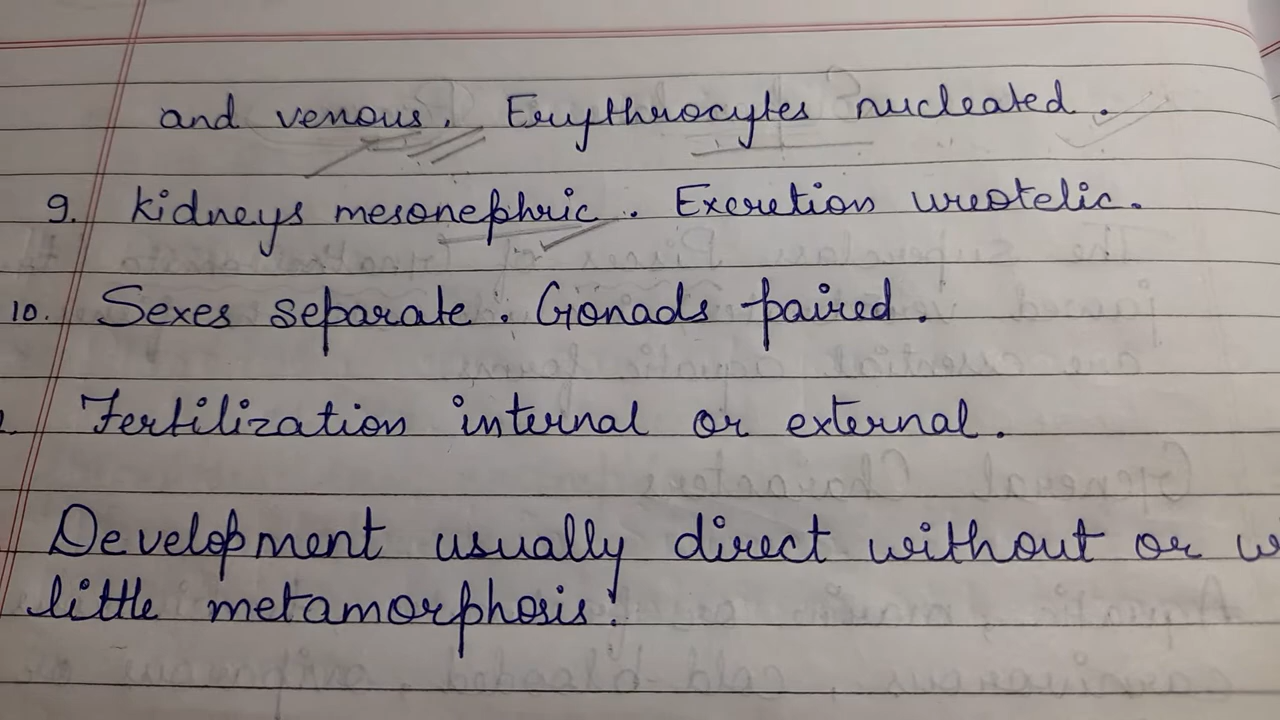 and venous. Erythrocytes nucleated.
9. kidneys mesonephric. Excretion ureotelic.
10. Sexes separate. Gonads paired.
Fertilization internal or external.
Development usually direct without or
little metamorphosis.